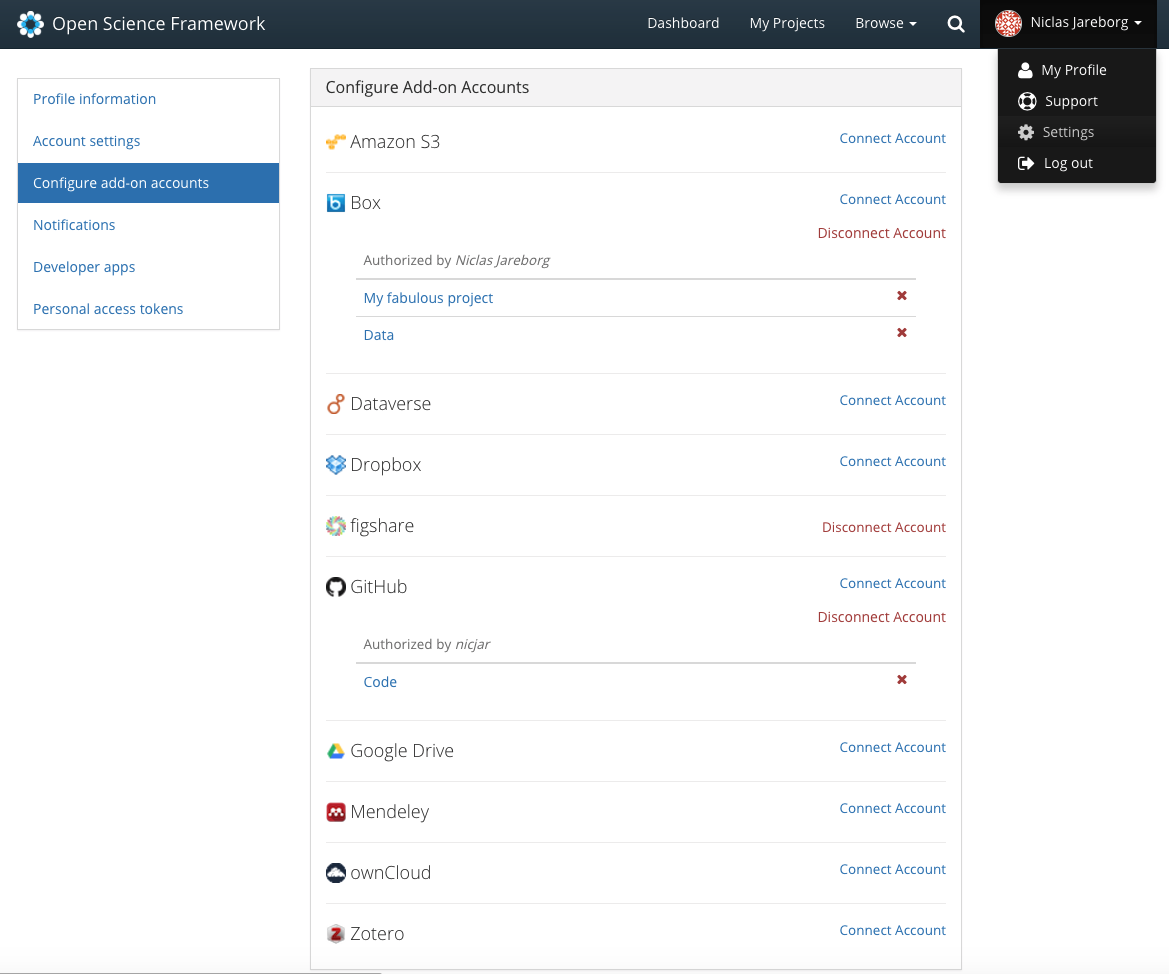 Open Science Framework
Dashboard My Projects Browse Niclas Jareborg
My Profile
Support
Settings
Log out
Profile information
Account settings
Configure add-on accounts
Notifications
Developer apps
Personal access tokens
Configure Add-on Accounts
Amazon S3 Connect Account
Box Connect Account
Disconnect Account
Authorized by Niclas Jareborg
My fabulous project
Data
Dataverse Connect Account
Dropbox Connect Account
figshare Disconnect Account
GitHub Connect Account
Disconnect Account
Authorized by nicjar
Code
Google Drive Connect Account
Mendeley Connect Account
ownCloud Connect Account
Zotero Connect Account